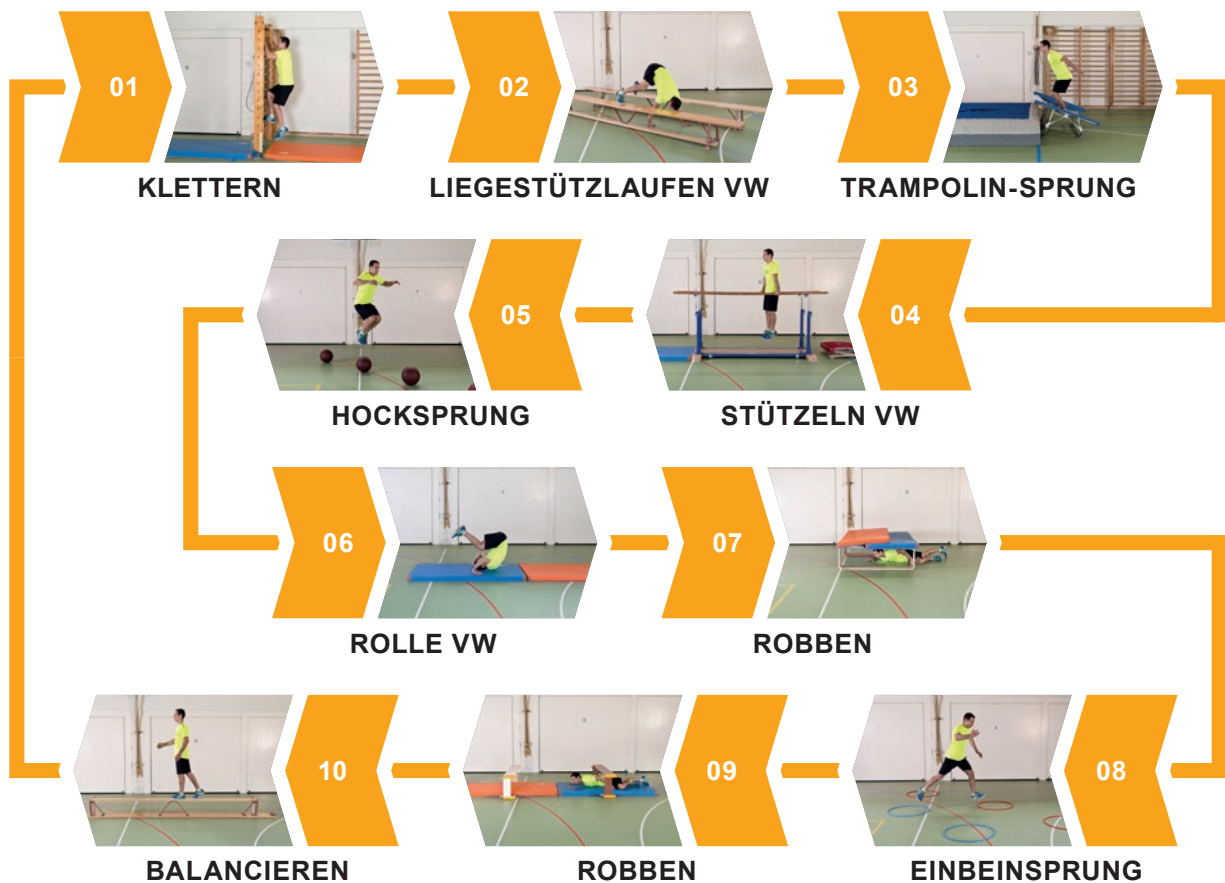 01
KLETTERN
02
LIEGESTÜTZLAUFEN VW
03
TRAMPOLIN-SPRUNG
04
STÜTZELN VW
05
HOCKSPRUNG
06
ROLLE VW
07
ROBBEN
08
EINBEINSPRUNG
09
ROBBEN
10
BALANCIEREN